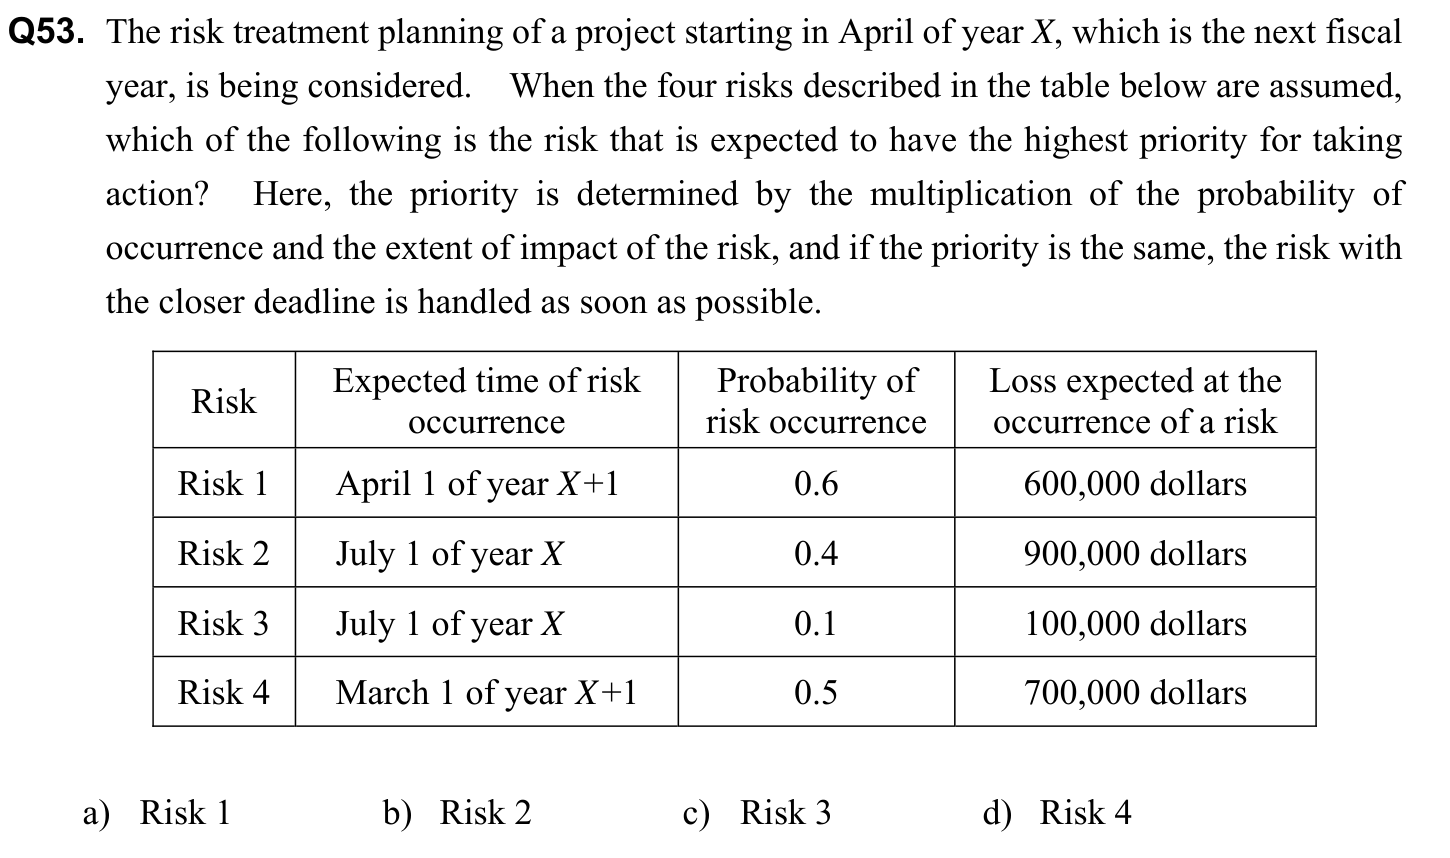 Q53. The risk treatment planning of a project starting in April of year X, which is the next fiscal
year, is being considered. When the four risks described in the table below are assumed,
which of the following is the risk that is expected to have the highest priority for taking
action? Here, the priority is determined by the multiplication of the probability of
occurrence and the extent of impact of the risk, and if the priority is the same, the risk with
the closer deadline is handled as soon as possible.
Risk Expected time of risk occurrence Probability of risk occurrence Loss expected at the occurrence of a risk
Risk 1 April 1 of year X+1 0.6 600,000 dollars
Risk 2 July 1 of year X 0.4 900,000 dollars
Risk 3 July 1 of year X 0.1 100,000 dollars
Risk 4 March 1 of year X+1 0.5 700,000 dollars
a) Risk 1 b) Risk 2 c) Risk 3 d) Risk 4